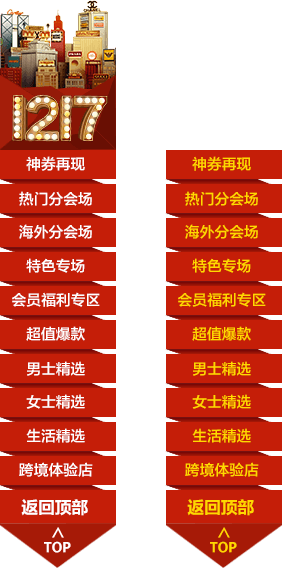 CHANEL
1217
神券再现
热门分会场
海外分会场
特色专场
会员福利专区
超值爆款
男士精选
女士精选
生活精选
跨境体验店
返回顶部
TOP
神券再现
热门分会场
海外分会场
特色专场
会员福利专区
超值爆款
男士精选
女士精选
生活精选
跨境体验店
返回顶部
TOP